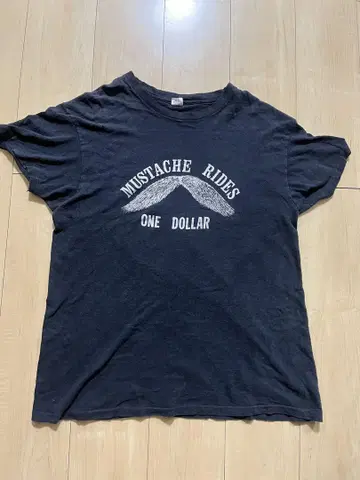 MUSTACHE RIDES
ONE DOLLAR